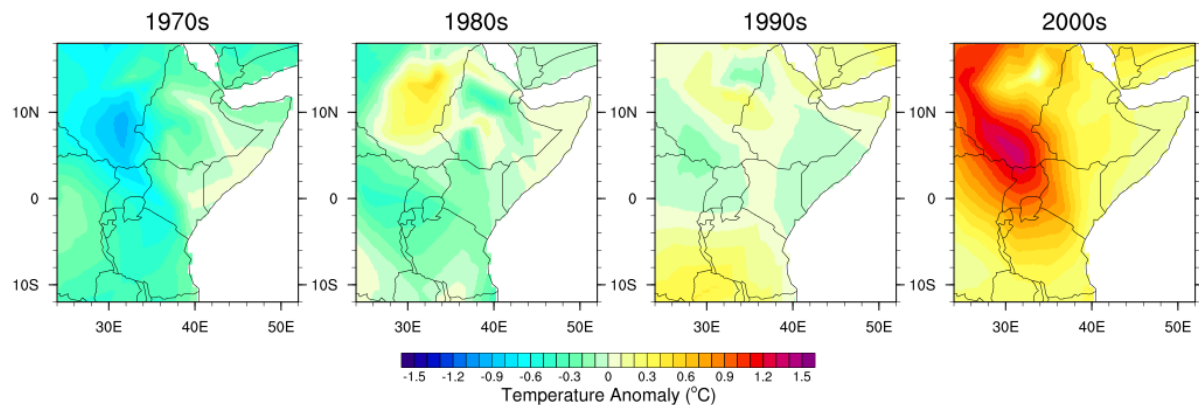 1970s 1980s 1990s 2000s
10N 10N 10N 10N
0 0 0 0
10S 10S 10S 10S
30E 40E 50E 30E 40E 50E 30E 40E 50E 30E 40E 50E
-1.5 -1.2 -0.9 -0.6 -0.3 0 0.3 0.6 0.9 1.2 1.5
Temperature Anomaly (°C)